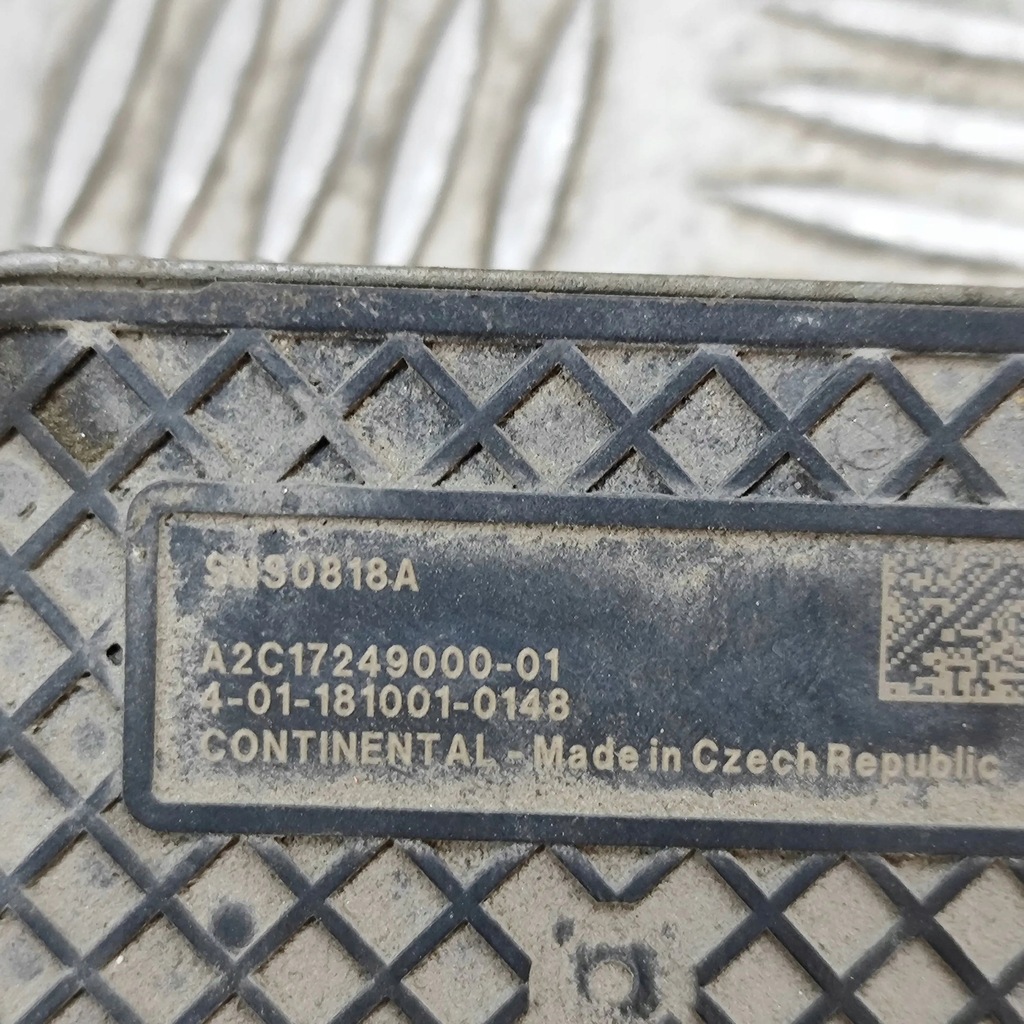 SNS0818A
A2C17249000-01
4-01-181001-0148
CONTINENTAL - Made in Czech Republic